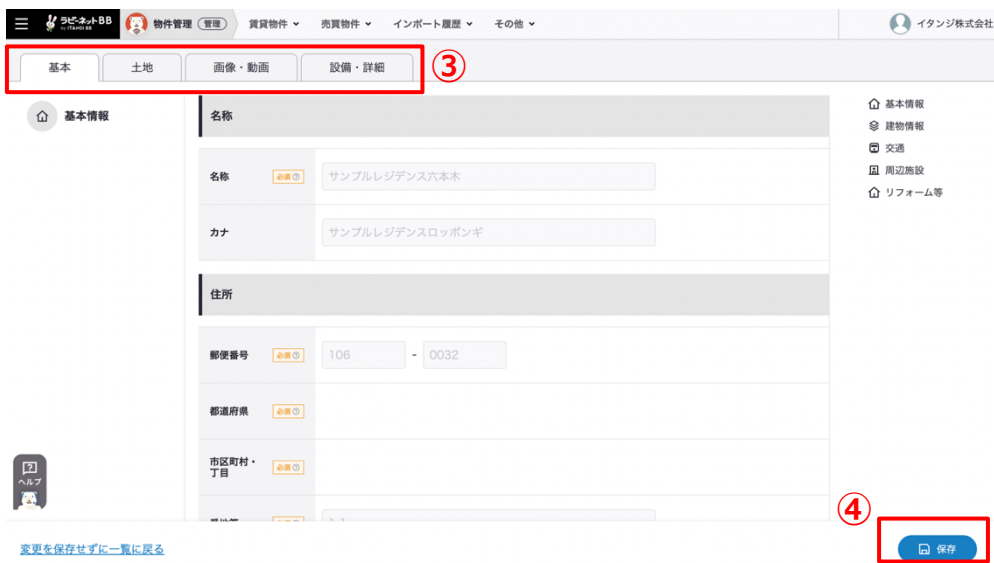 ラビーネットBB
by ITANDI BB
物件管理 管理
賃貸物件
売買物件
インポート履歴
その他
イタンジ株式会社
基本
土地
画像・動画
設備・詳細
③
基本情報
名称
名称 必須
サンプルレジデンス六本木
カナ
サンプルレジデンスロッポンギ
住所
郵便番号 必須
106 - 0032
都道府県 必須
市区町村・
丁目 必須
基本情報
建物情報
交通
周辺施設
リフォーム等
ヘルプ
変更を保存せずに一覧に戻る
④
保存